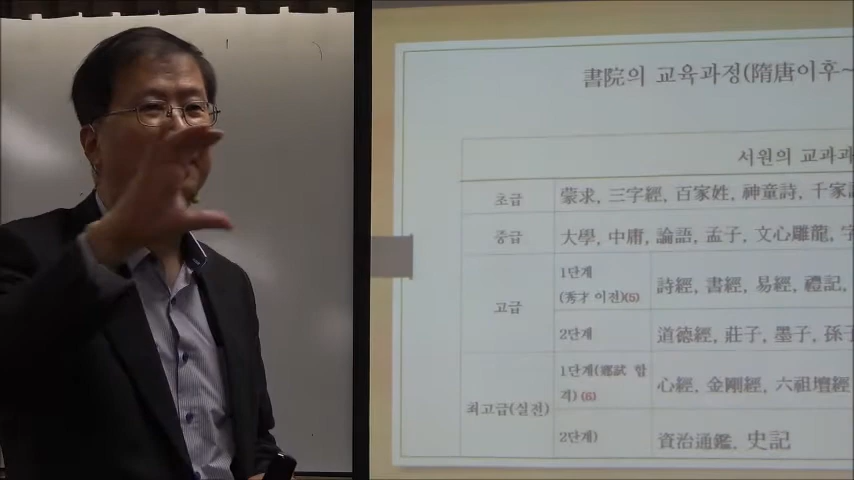 書院의 교육과정(隋唐이후~
서원의 교과과
초급 蒙求, 三字經, 百家姓, 神童詩, 千家
중급 大學, 中庸, 論語, 孟子, 文心雕龍,
고급
1단계
(秀才 이전)(5) 詩經, 書經, 易經, 禮記,
2단계 道德經, 莊子, 墨子, 孫子
최고급(실전)
1단계(鄕試 합
격)(6) 心經, 金剛經, 六祖壇經
2단계) 資治通鑑, 史記